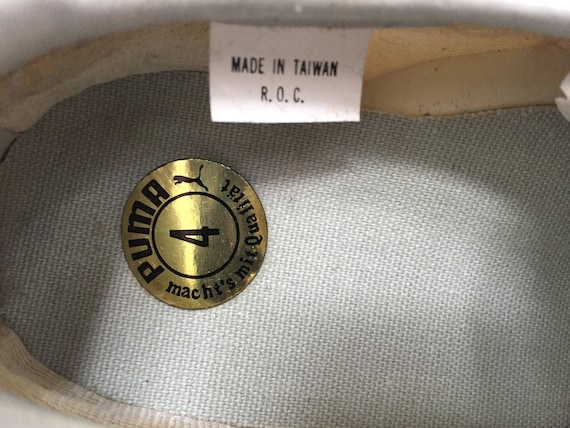 MADE IN TAIWAN
R. O. C.
PUMA
4
macht's mit Qualität